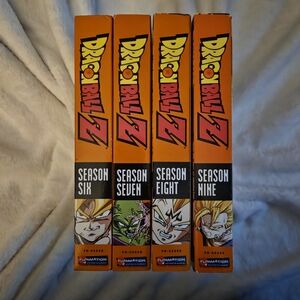 DRAGON BALL Z
SEASON
SIX
FUNIMATION
DRAGON BALL Z
SEASON
SEVEN
FUNIMATION
DRAGON BALL Z
SEASON
EIGHT
FUNIMATION
DRAGON BALL Z
SEASON
NINE
FUNIMATION